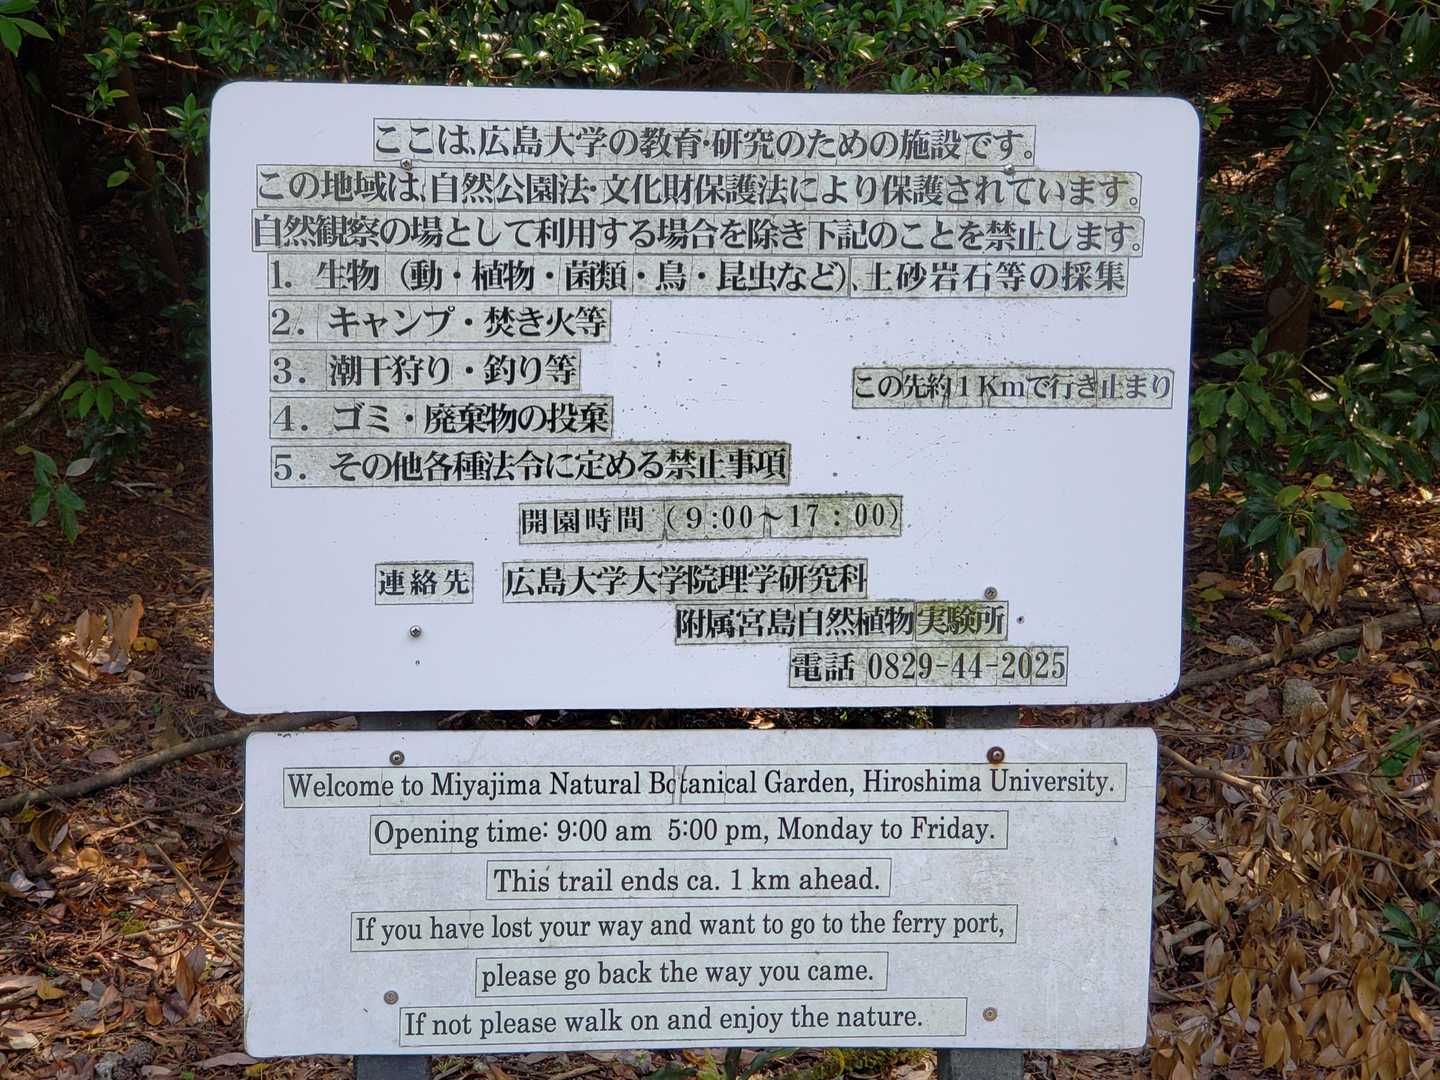 ここは、広島大学の教育・研究のための施設です。
この地域は、自然公園法・文化財保護法により保護されています。
自然観察の場として利用する場合を除き下記のことを禁止します。
1. 生物（動・植物・菌類・鳥・昆虫など）、土砂岩石等の採集
2. キャンプ・焚き火等
3. 潮干狩り・釣り等
4. ゴミ・廃棄物の投棄
この先約1Kmで行き止まり
5. その他各種法令に定める禁止事項
開園時間（9:00～17:00）
連絡先 広島大学大学院理学研究科
附属宮島自然植物実験所
電話 0829-44-2025
Welcome to Miyajima Natural Botanical Garden, Hiroshima University.
Opening time: 9:00 am 5:00 pm, Monday to Friday.
This trail ends ca. 1 km ahead.
If you have lost your way and want to go to the ferry port,
please go back the way you came.
If not please walk on and enjoy the nature.